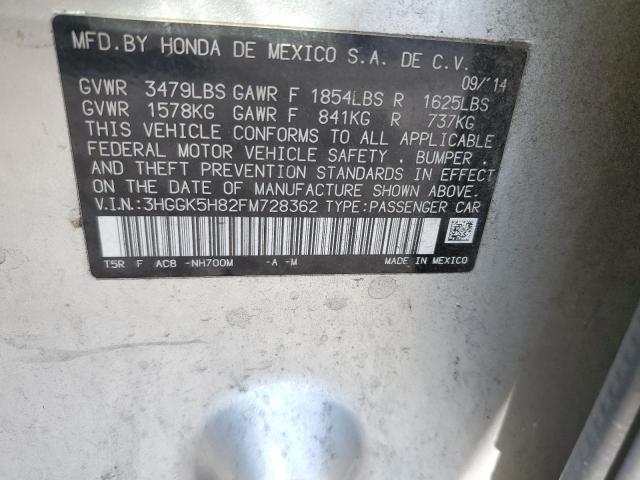 MFD.BY HONDA DE MEXICO S.A. DE C.V.
09/14
GVWR 3479LBS GAWR F 1854LBS R 1625LBS
GVWR 1578KG GAWR F 841KG R 737KG
THIS VEHICLE CONFORMS TO ALL APPLICABLE
FEDERAL MOTOR VEHICLE SAFETY , BUMPER ,
AND THEFT PREVENTION STANDARDS IN EFFECT
ON THE DATE OF MANUFACTURE SHOWN ABOVE.
V.I.N.:3HGGK5H82FM728362 TYPE:PASSENGER CAR
T5R F AC8 -NH700M -A -M MADE IN MEXICO